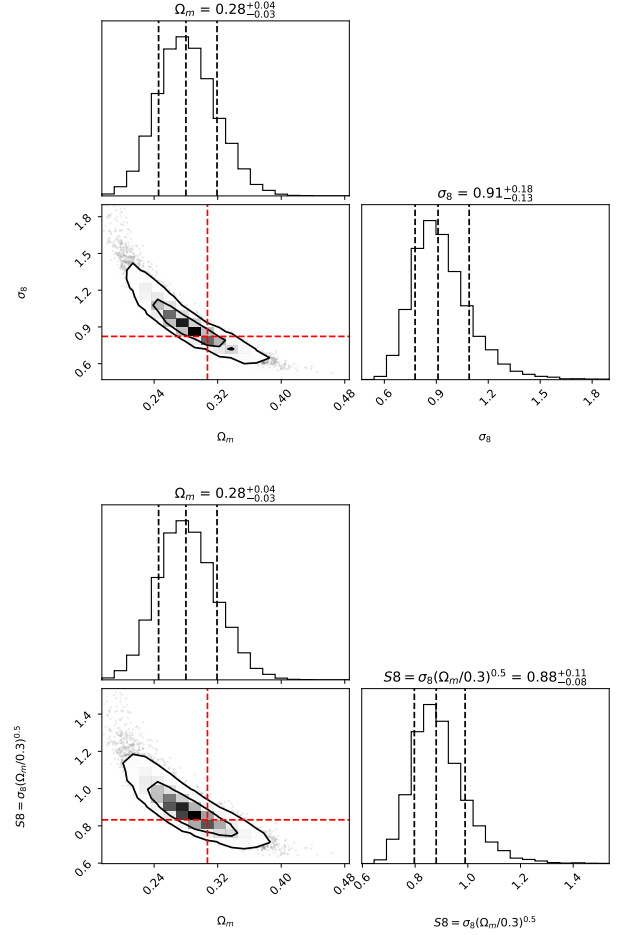 Ω_m = 0.28^{+0.04}_{−0.03}
σ_8
1.8
1.5
1.2
0.9
0.6
σ_8 = 0.91^{+0.18}_{−0.13}
0.24 0.32 0.40 0.48
Ω_m
0.6 0.9 1.2 1.5 1.8
σ_8
Ω_m = 0.28^{+0.04}_{−0.03}
S8 = σ_8(Ω_m/0.3)^{0.5}
1.4
1.2
1.0
0.8
0.6
S8 = σ_8(Ω_m/0.3)^{0.5} = 0.88^{+0.11}_{−0.08}
0.24 0.32 0.40 0.48
Ω_m
0.6 0.8 1.0 1.2 1.4
S8 = σ_8(Ω_m/0.3)^{0.5}